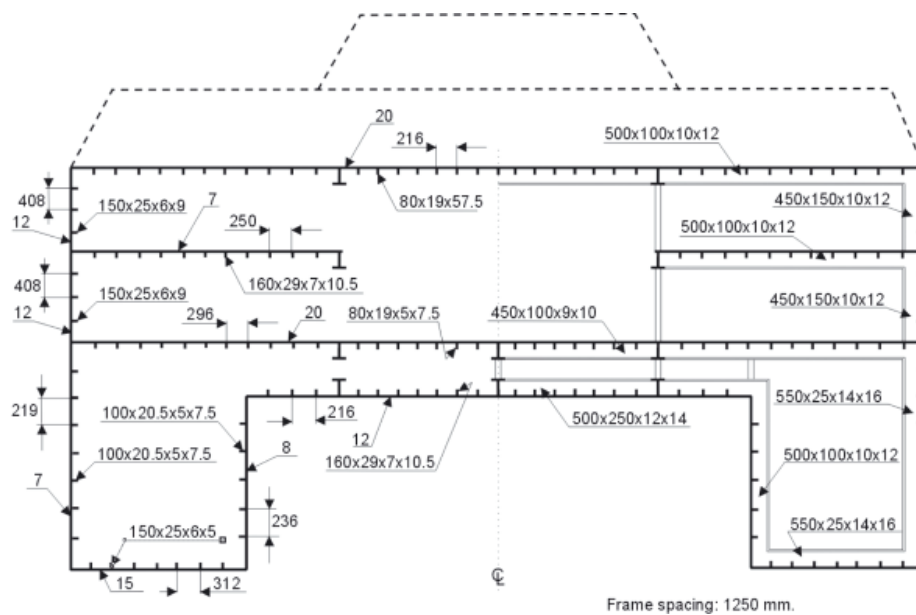 20
216
500x100x10x12
408
150x25x6x9
7
80x19x57.5
450x150x10x12
12
250
500x100x10x12
408
160x29x7x10.5
150x25x6x9
296
20
80x19x5x7.5
450x100x9x10
450x150x10x12
12
219
100x20.5x5x7.5
216
12
500x250x12x14
550x25x14x16
100x20.5x5x7.5
8
160x29x7x10.5
500x100x10x12
7
236
150x25x6x5
550x25x14x16
15
312
℄
Frame spacing: 1250 mm.